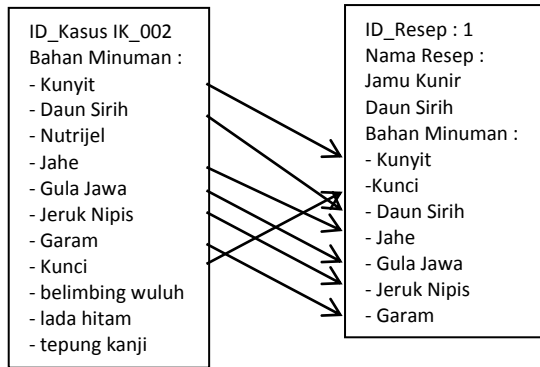 ID_Kasus IK_002
Bahan Minuman :
- Kunyit
- Daun Sirih
- Nutrijel
- Jahe
- Gula Jawa
- Jeruk Nipis
- Garam
- Kunci
- belimbing wuluh
- lada hitam
- tepung kanji
ID_Resep : 1
Nama Resep :
Jamu Kunir
Daun Sirih
Bahan Minuman :
- Kunyit
-Kunci
- Daun Sirih
- Jahe
- Gula Jawa
- Jeruk Nipis
- Garam